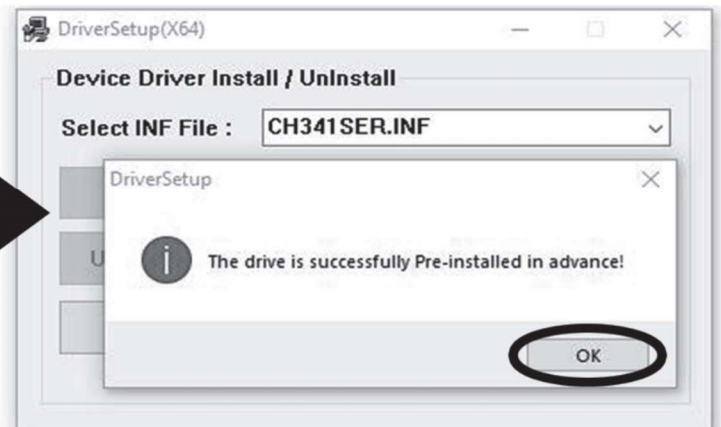 DriverSetup(X64)
Device Driver Install / UnInstall
Select INF File : CH341SER.INF
DriverSetup
U
The drive is successfully Pre-installed in advance!
OK